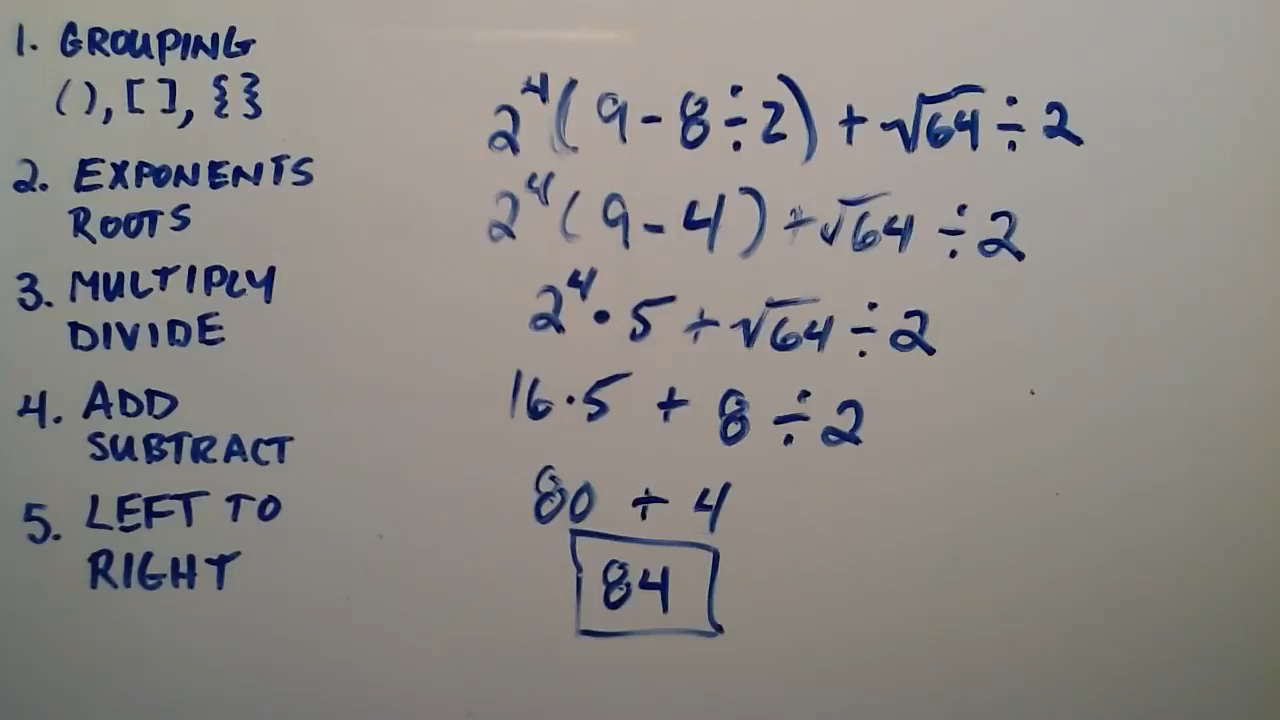 1. GROUPING
( ), [ ], { }
2. EXPONENTS
ROOTS
3. MULTIPLY
DIVIDE
4. ADD
SUBTRACT
5. LEFT TO
RIGHT
2⁴(9 - 8 ÷ 2) + √64 ÷ 2
2⁴(9 - 4) + √64 ÷ 2
2⁴ · 5 + √64 ÷ 2
16 · 5 + 8 ÷ 2
80 + 4
84